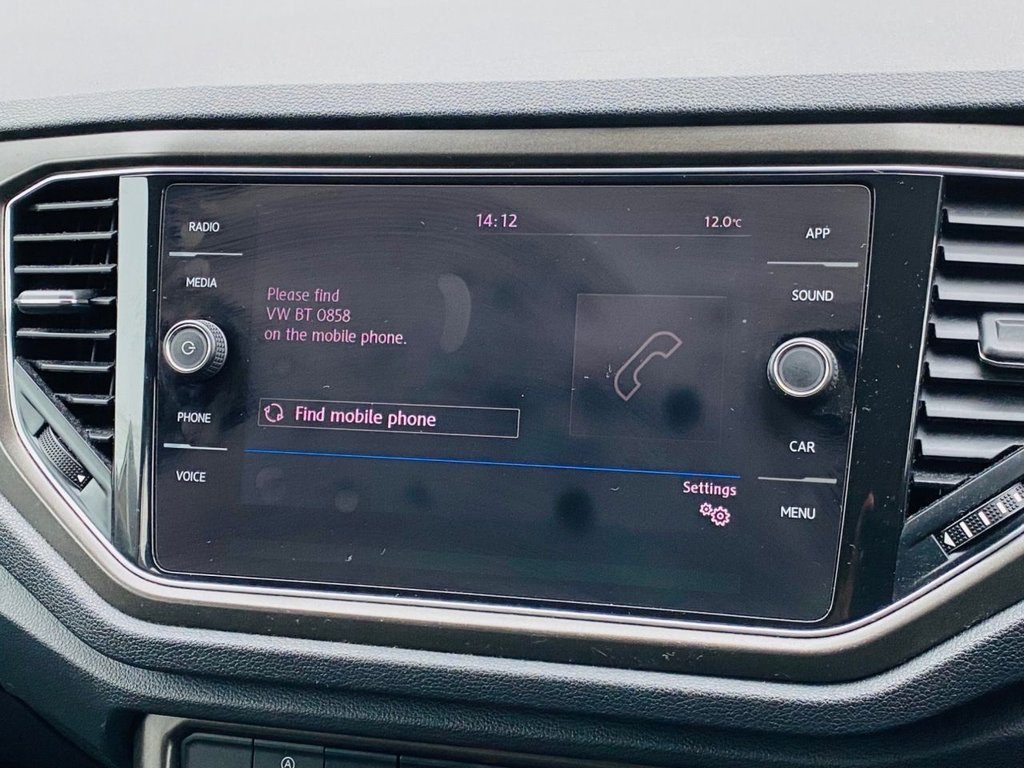 RADIO
MEDIA
PHONE
VOICE
14:12
12.0°C
Please find
VW BT 0858
on the mobile phone.
Find mobile phone
Settings
APP
SOUND
CAR
MENU
A